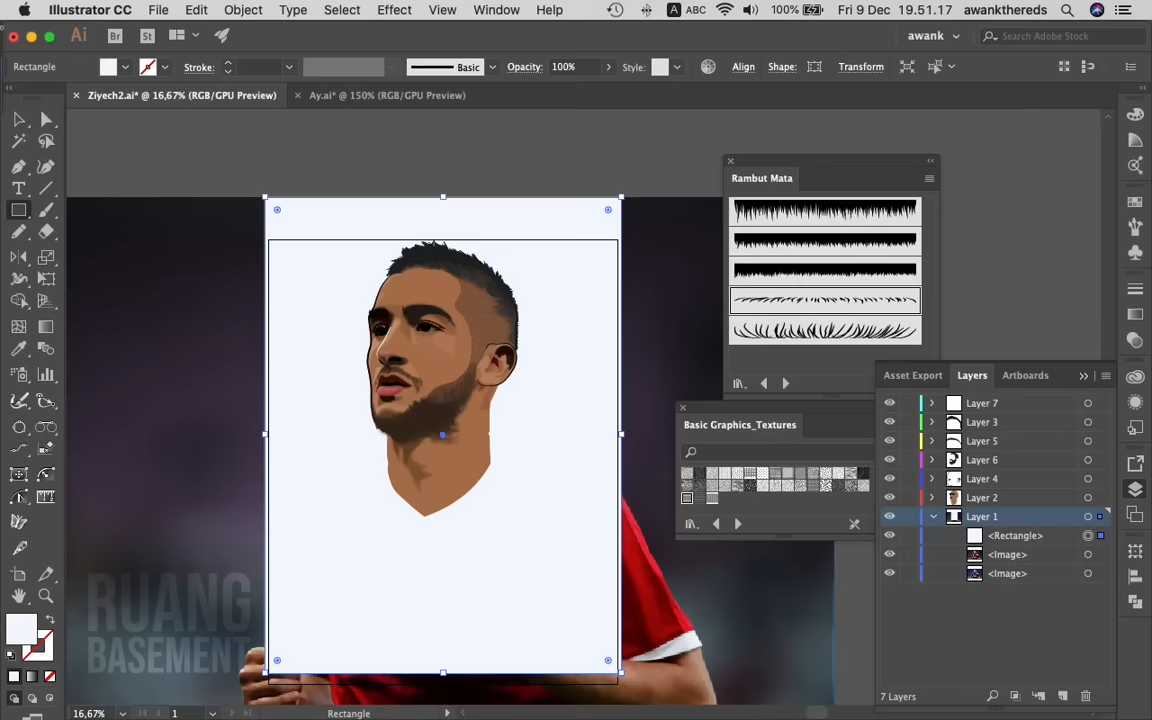 Illustrator CC File Edit Object Type Select Effect View Window Help A ABC 100% Fri 9 Dec 19.51.17 awankthereds
Ai Br St awank Search Adobe Stock
Rectangle Stroke: Basic Opacity: 100% Style: Align Shape: Transform
Ziyech2.ai* @ 16,67% (RGB/GPU Preview) Ay.ai* @ 150% (RGB/GPU Preview)
Rambut Mata
Asset Export Layers Artboards
Layer 7
Layer 3
Basic Graphics_Textures
Layer 5
Layer 6
Layer 4
Layer 2
Layer 1
<Rectangle>
<Image>
<Image>
RUANG
BASEMENT
7 Layers
16,67% 1 Rectangle